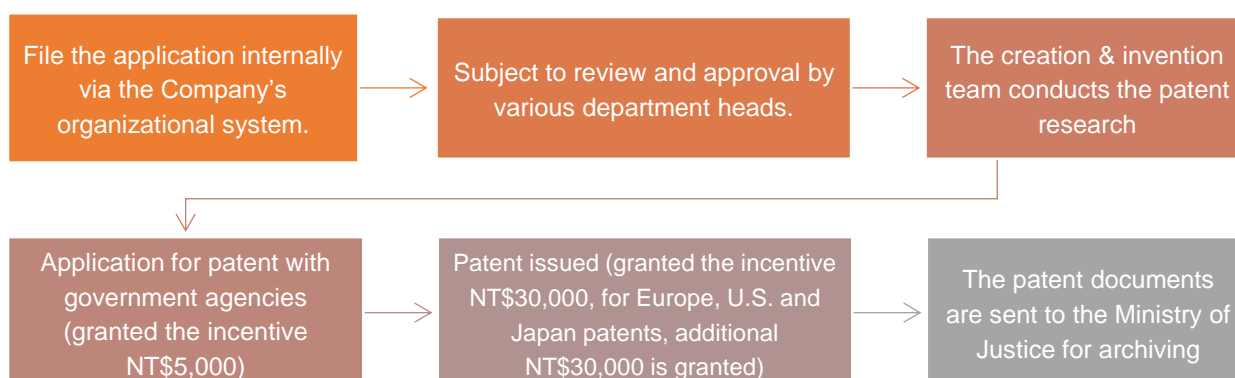 File the application internally
via the Company's
organizational system.
Subject to review and approval by
various department heads.
The creation & invention
team conducts the patent
research
Application for patent with
government agencies
(granted the incentive
NT$5,000)
Patent issued (granted the incentive
NT$30,000, for Europe, U.S. and
Japan patents, additional
NT$30,000 is granted)
The patent documents
are sent to the Ministry of
Justice for archiving